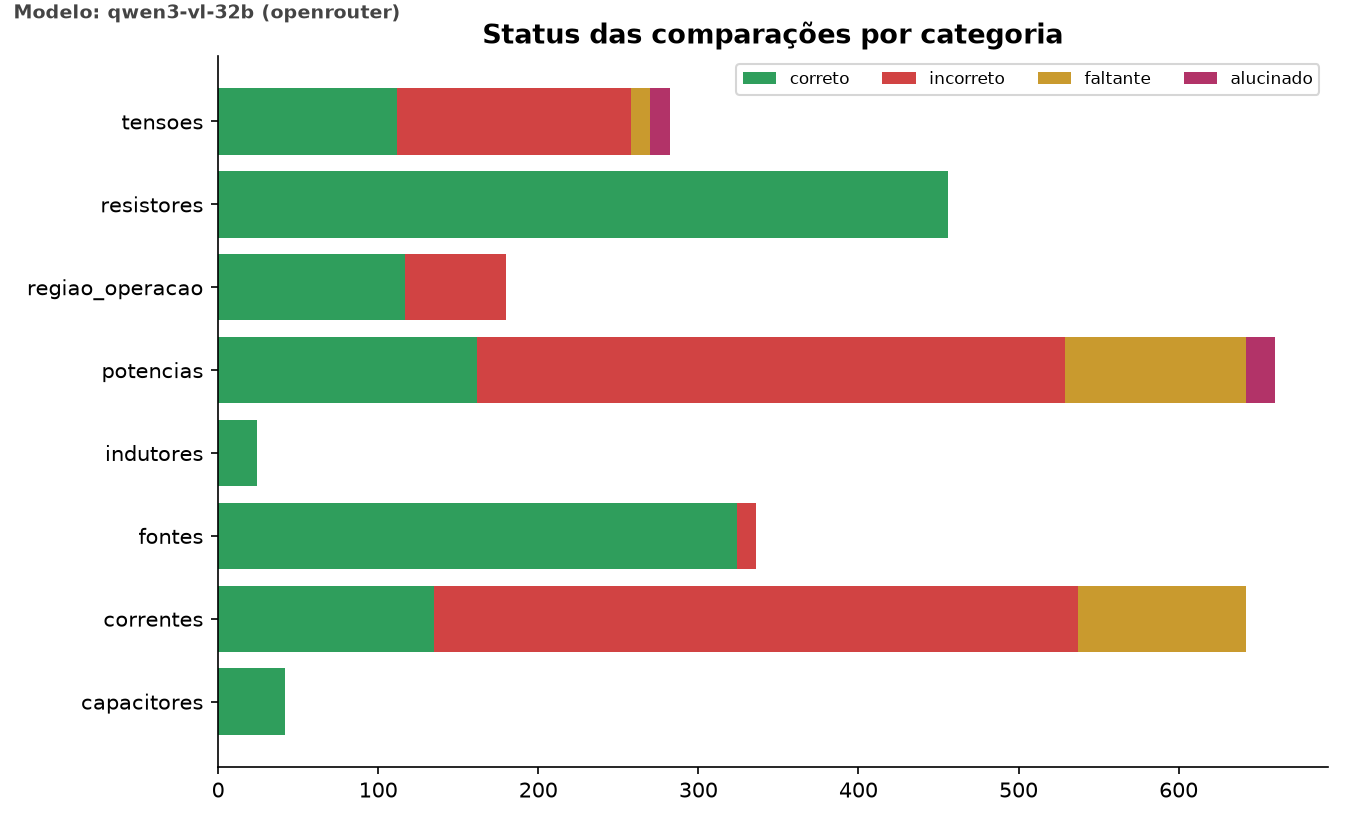 Modelo: qwen3-vl-32b (openrouter)
Status das comparações por categoria
correto incorreto faltante alucinado
tensoes
resistores
regiao_operacao
potencias
indutores
fontes
correntes
capacitores
0 100 200 300 400 500 600